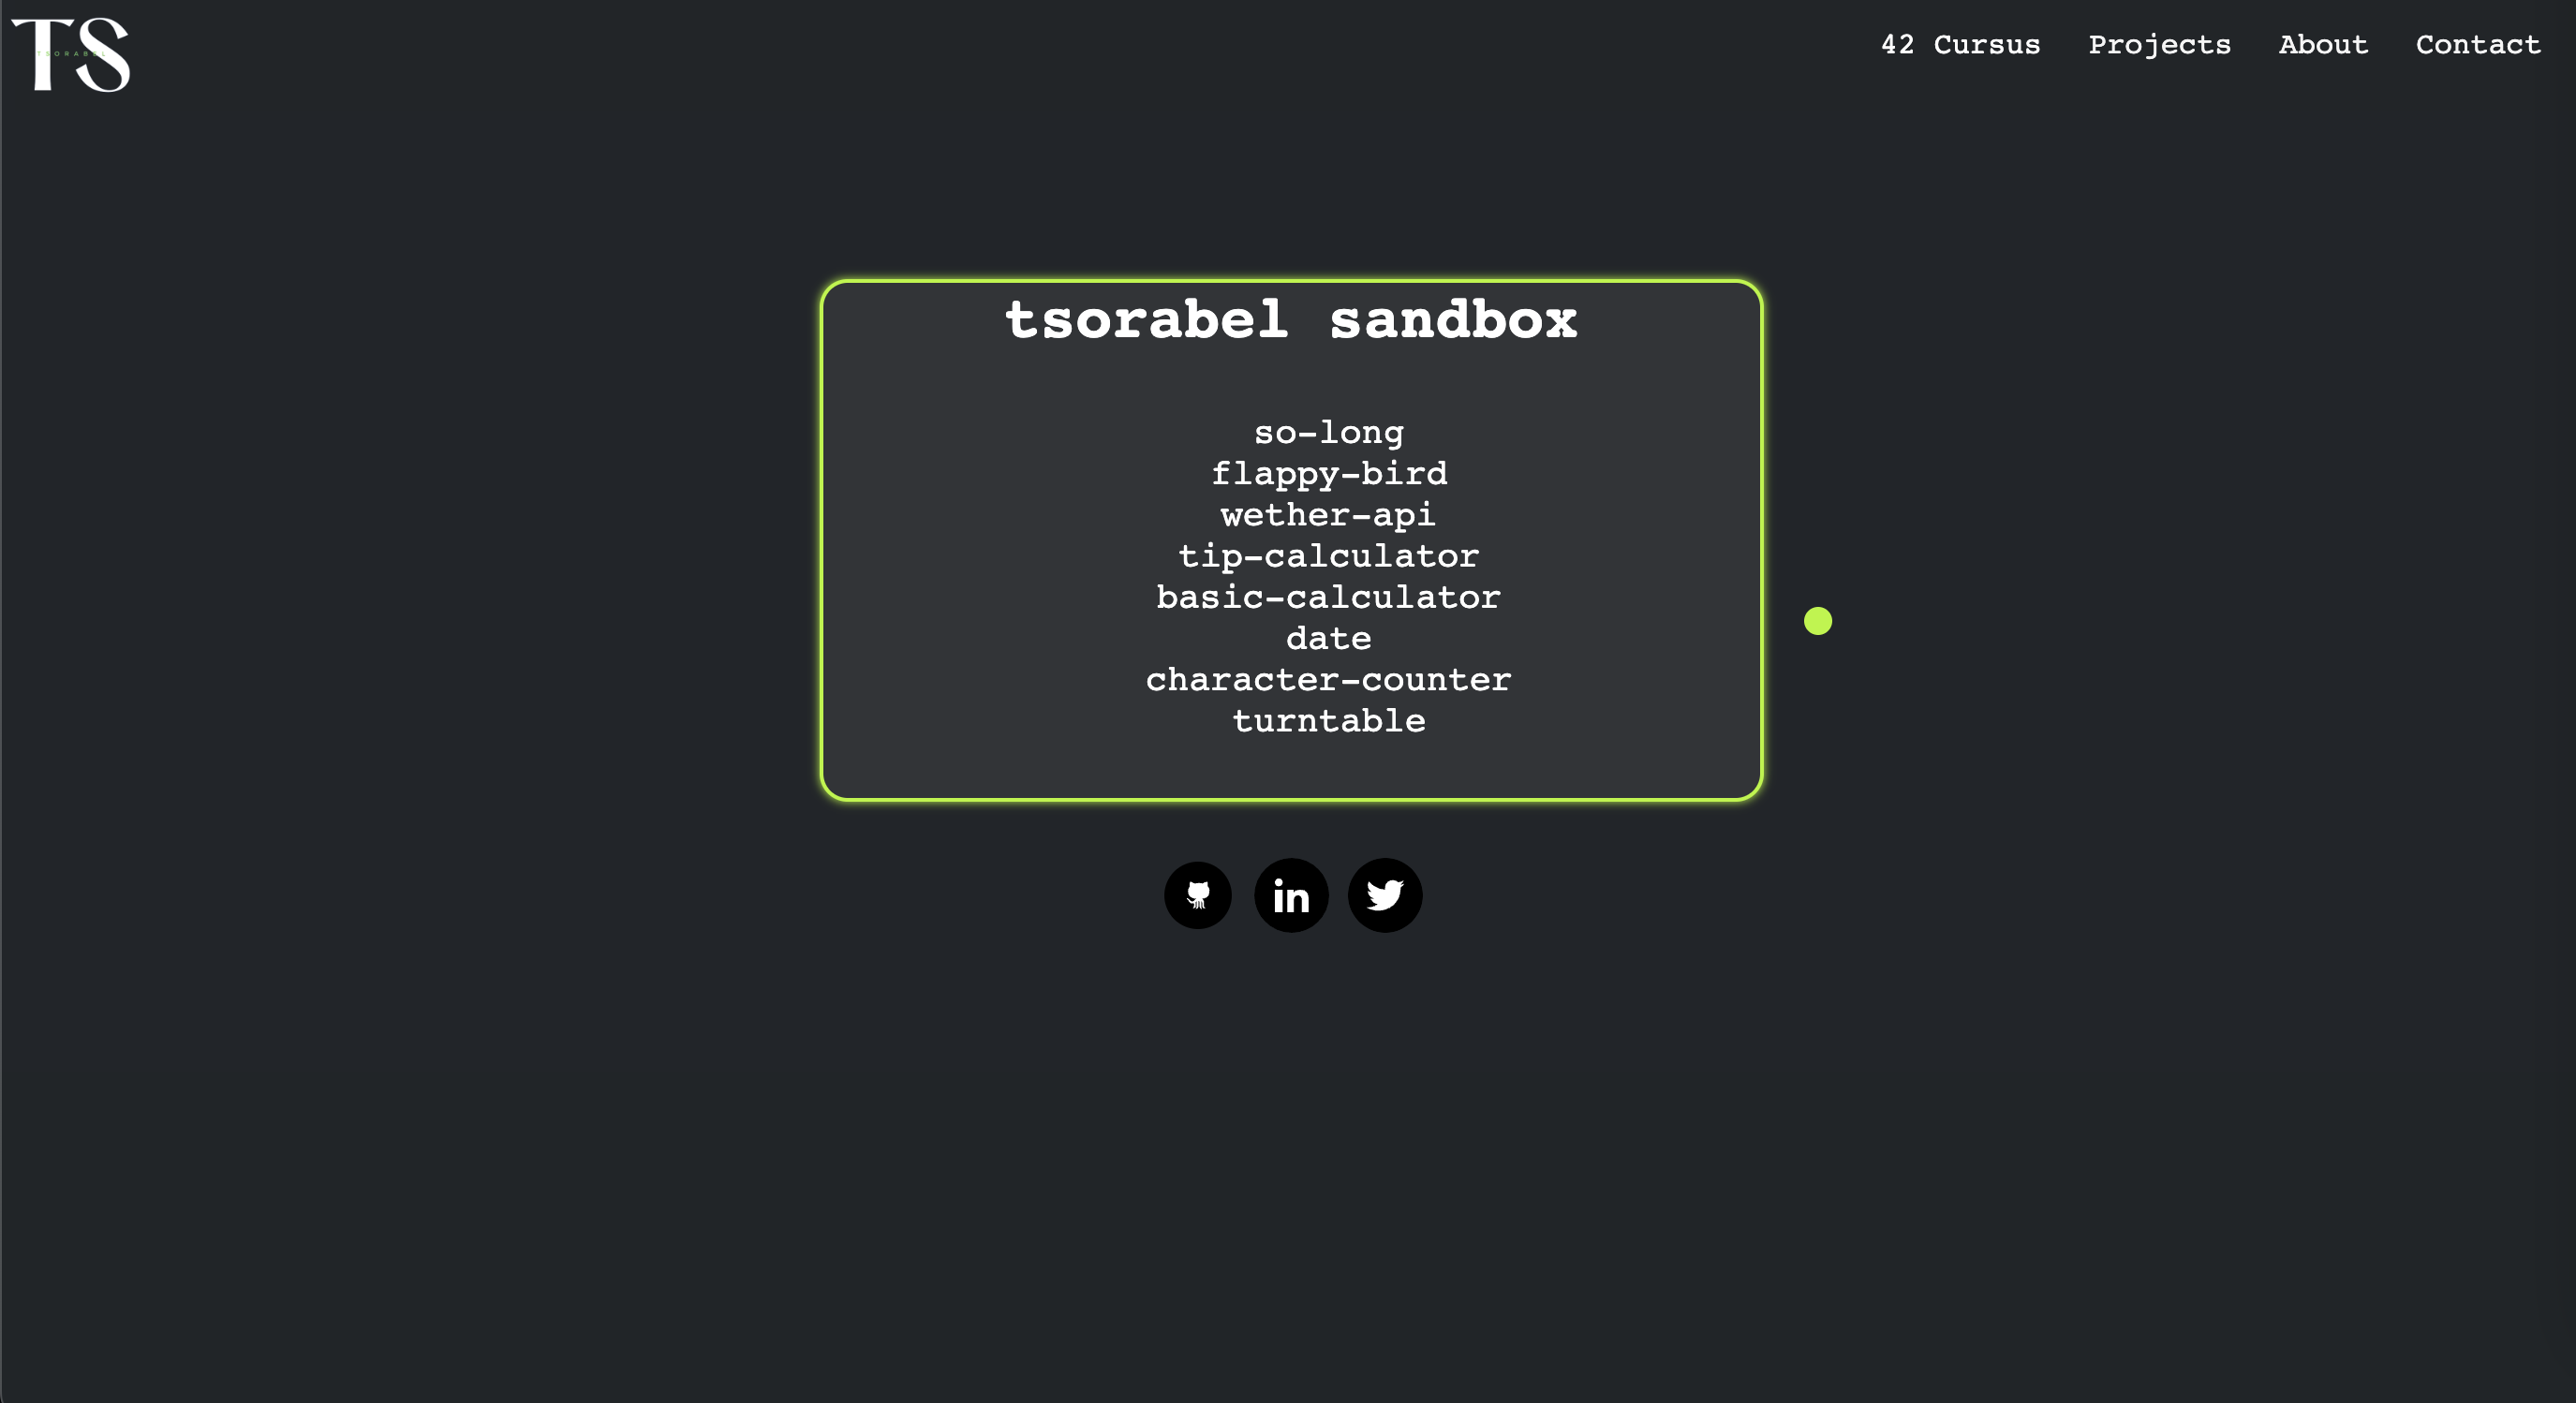 TS
TSORABEL
42 Cursus Projects About Contact
tsorabel sandbox
so-long
flappy-bird
wether-api
tip-calculator
basic-calculator
date
character-counter
turntable
in